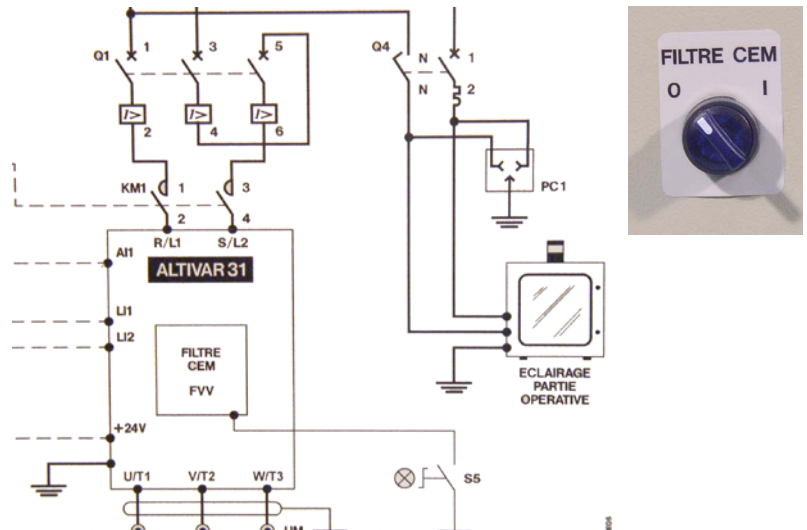 Q1
1
3
5
I>
I>
I>
2
4
6
Q4
N
1
N
2
PC1
KM1
1
3
2
4
R/L1
S/L2
AI1
ALTIVAR 31
LI1
LI2
FILTRE
CEM
FVV
+24V
U/T1
V/T2
W/T3
ECLAIRAGE
PARTIE
OPERATIVE
S5
FILTRE CEM
O
I